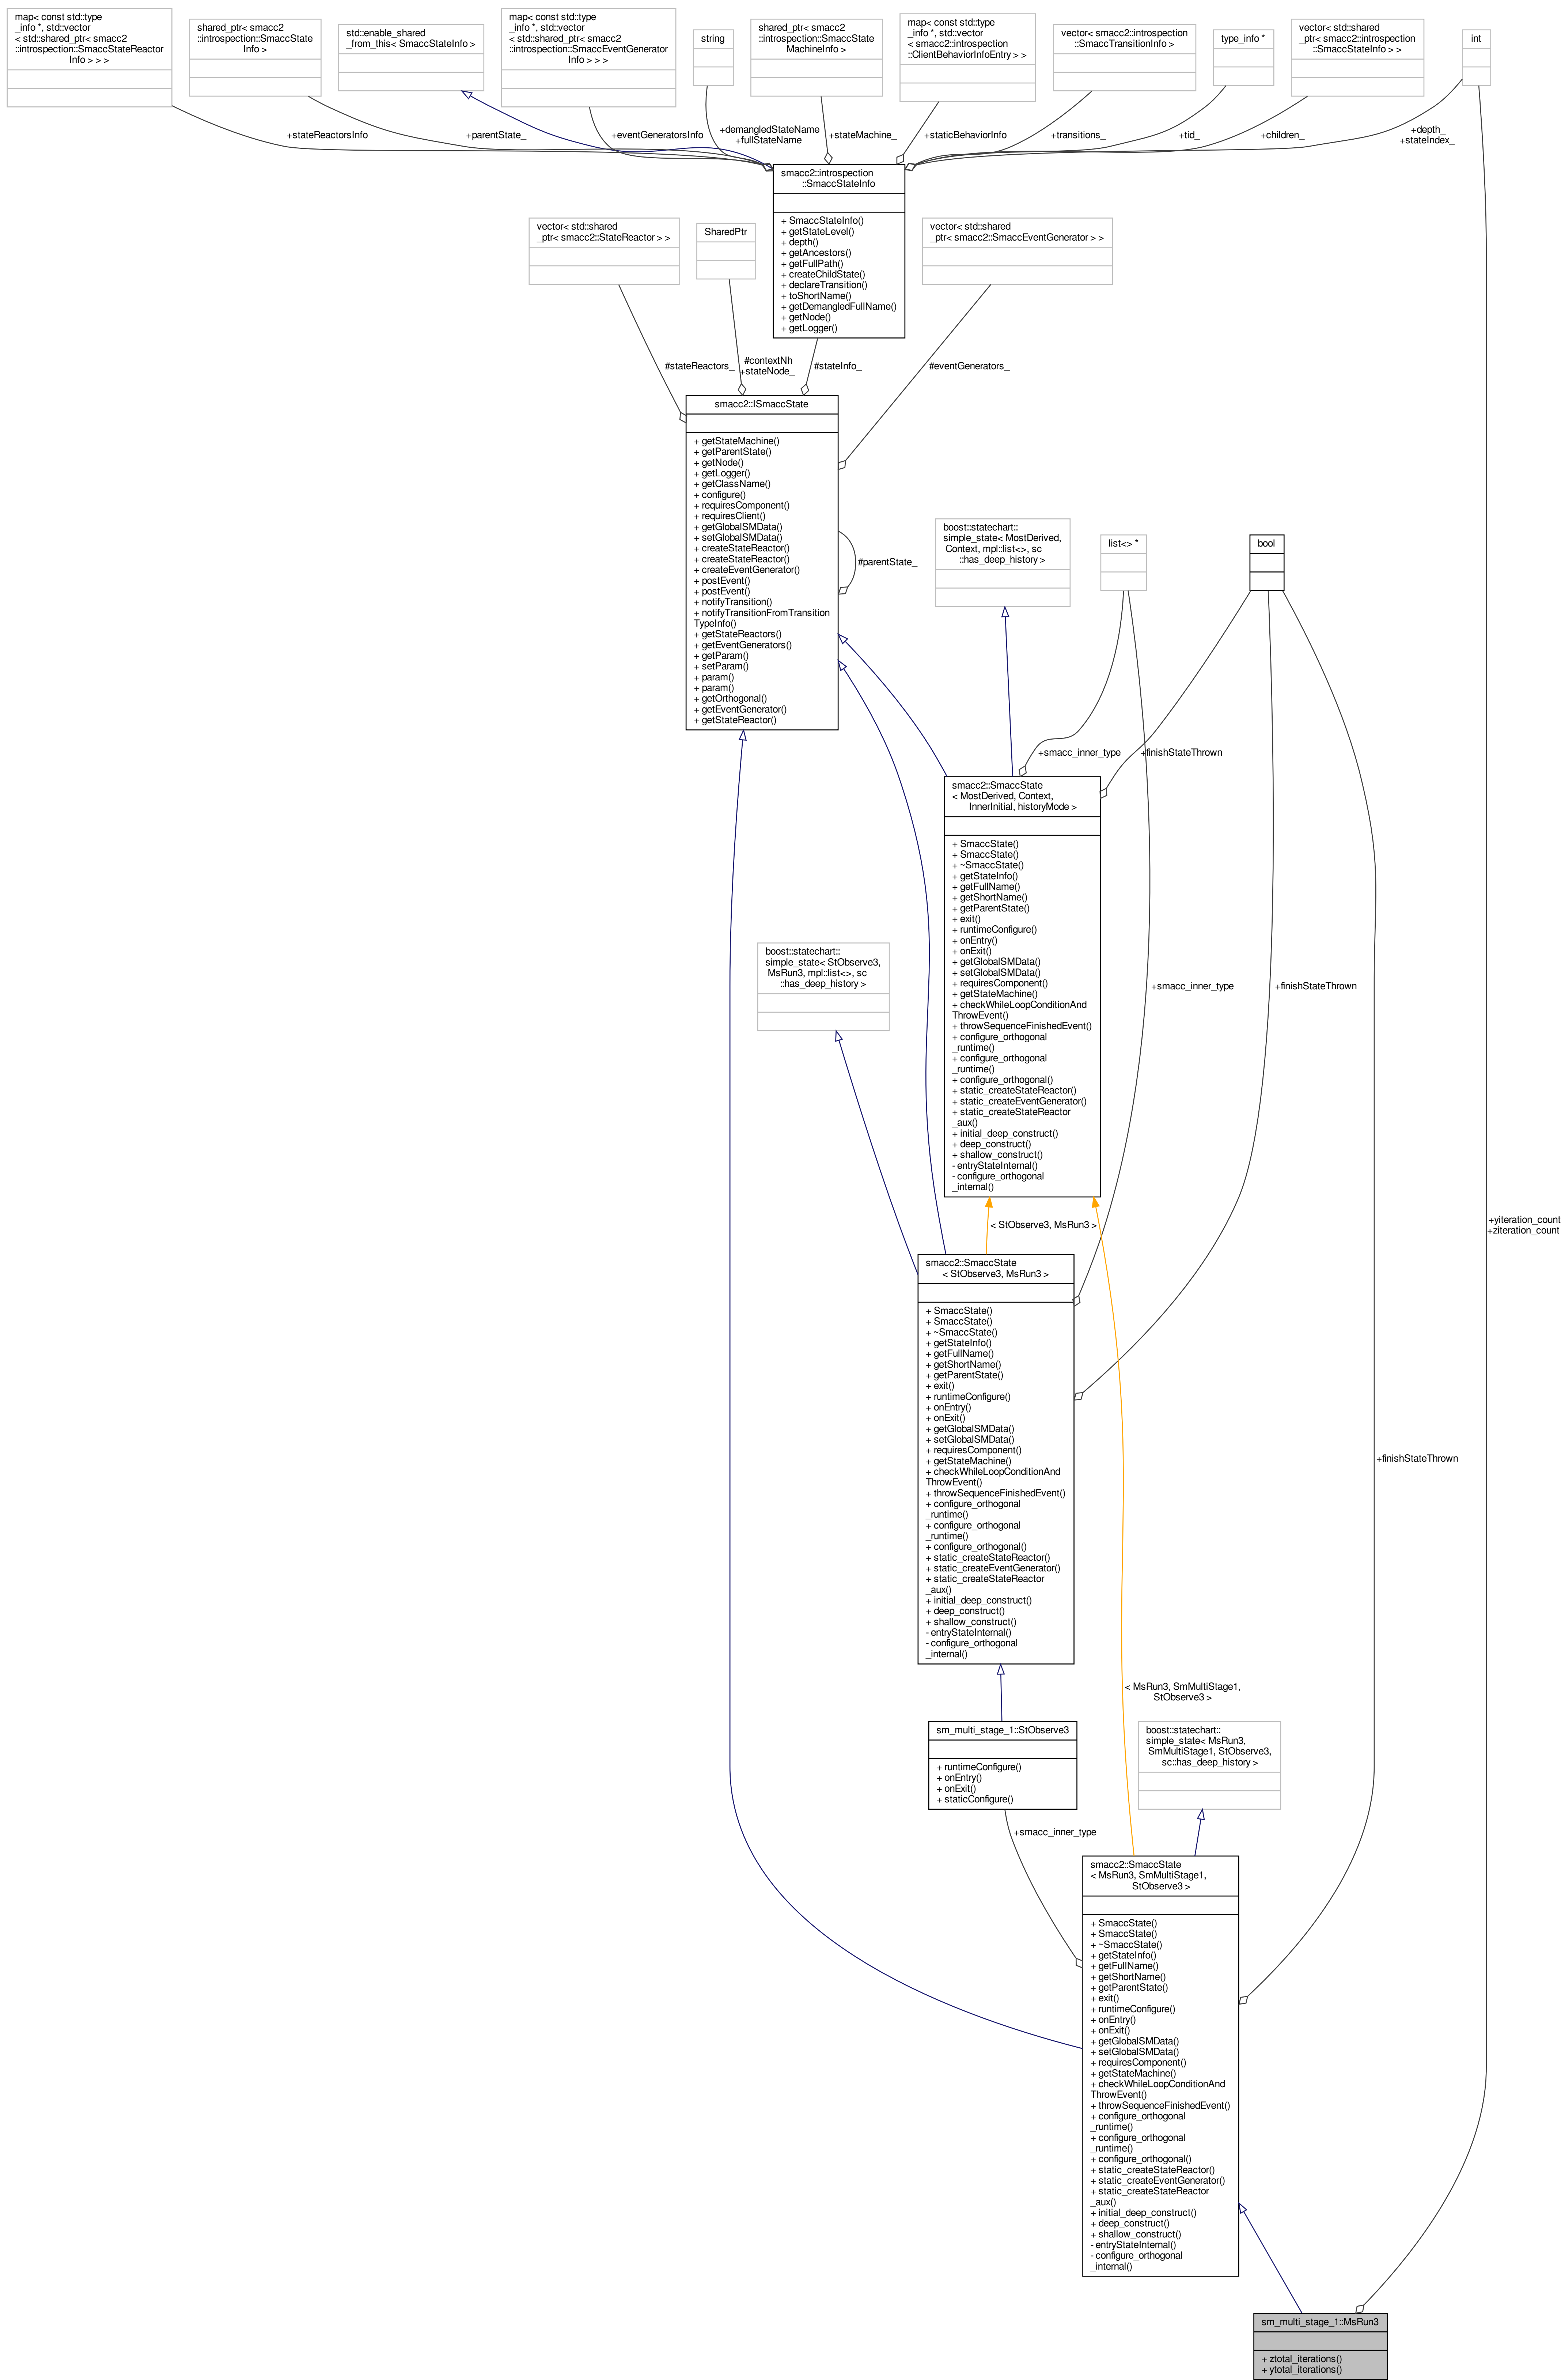 map< const std::type
_info *, std::vector
< std::shared_ptr< smacc2
::introspection::SmaccStateReactor
Info > > >
shared_ptr< smacc2
::introspection::SmaccState
Info >
std::enable_shared
_from_this< SmaccStateInfo >
map< const std::type
_info *, std::vector
< std::shared_ptr< smacc2
::introspection::SmaccEventGenerator
Info > > >
string
shared_ptr< smacc2
::introspection::SmaccState
MachineInfo >
map< const std::type
_info *, std::vector
< smacc2::introspection
::ClientBehaviorInfoEntry > >
vector< smacc2::introspection
::SmaccTransitionInfo >
type_info *
vector< std::shared
_ptr< smacc2::introspection
::SmaccStateInfo > >
int
+stateReactorsInfo
+parentState_
+eventGeneratorsInfo
+demangledStateName
+fullStateName
+stateMachine_
+staticBehaviorInfo
+transitions_
+tid_
+children_
+depth_
+stateIndex_
smacc2::introspection
::SmaccStateInfo
+ SmaccStateInfo()
+ getStateLevel()
+ depth()
+ getAncestors()
+ getFullPath()
+ createChildState()
+ declareTransition()
+ toShortName()
+ getDemangledFullName()
+ getNode()
+ getLogger()
vector< std::shared
_ptr< smacc2::StateReactor > >
SharedPtr
vector< std::shared
_ptr< smacc2::SmaccEventGenerator > >
#stateReactors_
#contextNh
+stateNode_
#stateInfo_
#eventGenerators_
smacc2::ISmaccState
+ getStateMachine()
+ getParentState()
+ getNode()
+ getLogger()
+ getClassName()
+ configure()
+ requiresComponent()
+ requiresClient()
+ getGlobalSMData()
+ setGlobalSMData()
+ createStateReactor()
+ createStateReactor()
+ createEventGenerator()
+ postEvent()
+ postEvent()
+ notifyTransition()
+ notifyTransitionFromTransition
TypeInfo()
+ getStateReactors()
+ getEventGenerators()
+ getParam()
+ setParam()
+ param()
+ param()
+ getOrthogonal()
+ getEventGenerator()
+ getStateReactor()
#parentState_
boost::statechart::
simple_state< MostDerived,
Context, mpl::list<>, sc
::has_deep_history >
list<> *
bool
+smacc_inner_type
+finishStateThrown
smacc2::SmaccState
< MostDerived, Context,
InnerInitial, historyMode >
+ SmaccState()
+ SmaccState()
+ ~SmaccState()
+ getStateInfo()
+ getFullName()
+ getShortName()
+ getParentState()
+ exit()
+ runtimeConfigure()
+ onEntry()
+ onExit()
+ getGlobalSMData()
+ setGlobalSMData()
+ requiresComponent()
+ getStateMachine()
+ checkWhileLoopConditionAnd
ThrowEvent()
+ throwSequenceFinishedEvent()
+ configure_orthogonal
_runtime()
+ configure_orthogonal
_runtime()
+ configure_orthogonal()
+ static_createStateReactor()
+ static_createEventGenerator()
+ static_createStateReactor
_aux()
+ initial_deep_construct()
+ deep_construct()
+ shallow_construct()
- entryStateInternal()
- configure_orthogonal
_internal()
boost::statechart::
simple_state< StObserve3,
MsRun3, mpl::list<>, sc
::has_deep_history >
+smacc_inner_type
+finishStateThrown
< StObserve3, MsRun3 >
+yiteration_count
+ziteration_count
smacc2::SmaccState
< StObserve3, MsRun3 >
+ SmaccState()
+ SmaccState()
+ ~SmaccState()
+ getStateInfo()
+ getFullName()
+ getShortName()
+ getParentState()
+ exit()
+ runtimeConfigure()
+ onEntry()
+ onExit()
+ getGlobalSMData()
+ setGlobalSMData()
+ requiresComponent()
+ getStateMachine()
+ checkWhileLoopConditionAnd
ThrowEvent()
+ throwSequenceFinishedEvent()
+ configure_orthogonal
_runtime()
+ configure_orthogonal
_runtime()
+ configure_orthogonal()
+ static_createStateReactor()
+ static_createEventGenerator()
+ static_createStateReactor
_aux()
+ initial_deep_construct()
+ deep_construct()
+ shallow_construct()
- entryStateInternal()
- configure_orthogonal
_internal()
+finishStateThrown
< MsRun3, SmMultiStage1,
StObserve3 >
sm_multi_stage_1::StObserve3
+ runtimeConfigure()
+ onEntry()
+ onExit()
+ staticConfigure()
boost::statechart::
simple_state< MsRun3,
SmMultiStage1, StObserve3,
sc::has_deep_history >
+smacc_inner_type
smacc2::SmaccState
< MsRun3, SmMultiStage1,
StObserve3 >
+ SmaccState()
+ SmaccState()
+ ~SmaccState()
+ getStateInfo()
+ getFullName()
+ getShortName()
+ getParentState()
+ exit()
+ runtimeConfigure()
+ onEntry()
+ onExit()
+ getGlobalSMData()
+ setGlobalSMData()
+ requiresComponent()
+ getStateMachine()
+ checkWhileLoopConditionAnd
ThrowEvent()
+ throwSequenceFinishedEvent()
+ configure_orthogonal
_runtime()
+ configure_orthogonal
_runtime()
+ configure_orthogonal()
+ static_createStateReactor()
+ static_createEventGenerator()
+ static_createStateReactor
_aux()
+ initial_deep_construct()
+ deep_construct()
+ shallow_construct()
- entryStateInternal()
- configure_orthogonal
_internal()
sm_multi_stage_1::MsRun3
+ ztotal_iterations()
+ ytotal_iterations()